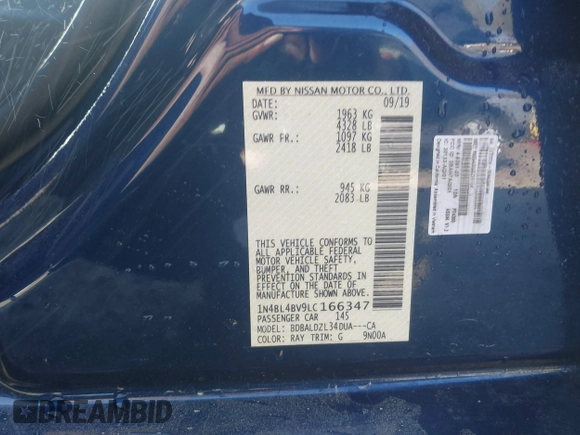 MFD BY NISSAN MOTOR CO., LTD.
DATE: 09/19
GVWR: 1963 KG
4328 LB
GAWR FR: 1097 KG
2418 LB
GAWR RR: 945 KG
2083 LB
THIS VEHICLE CONFORMS TO
ALL APPLICABLE FEDERAL
MOTOR VEHICLE SAFETY,
BUMPER, AND THEFT
PREVENTION STANDARDS IN
EFFECT ON THE DATE OF
MANUFACTURE SHOWN ABOVE
1N4BL4BV9LC166347
PASSENGER CAR 145
MODEL: BDBALDZL34DUA---CA
COLOR: RAY TRIM: G 9N00A
DREAMBID